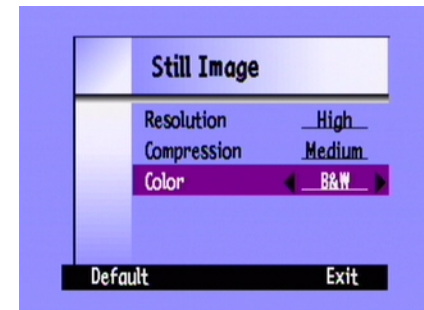 Still Image
Resolution High
Compression Medium
Color B&W
Default Exit